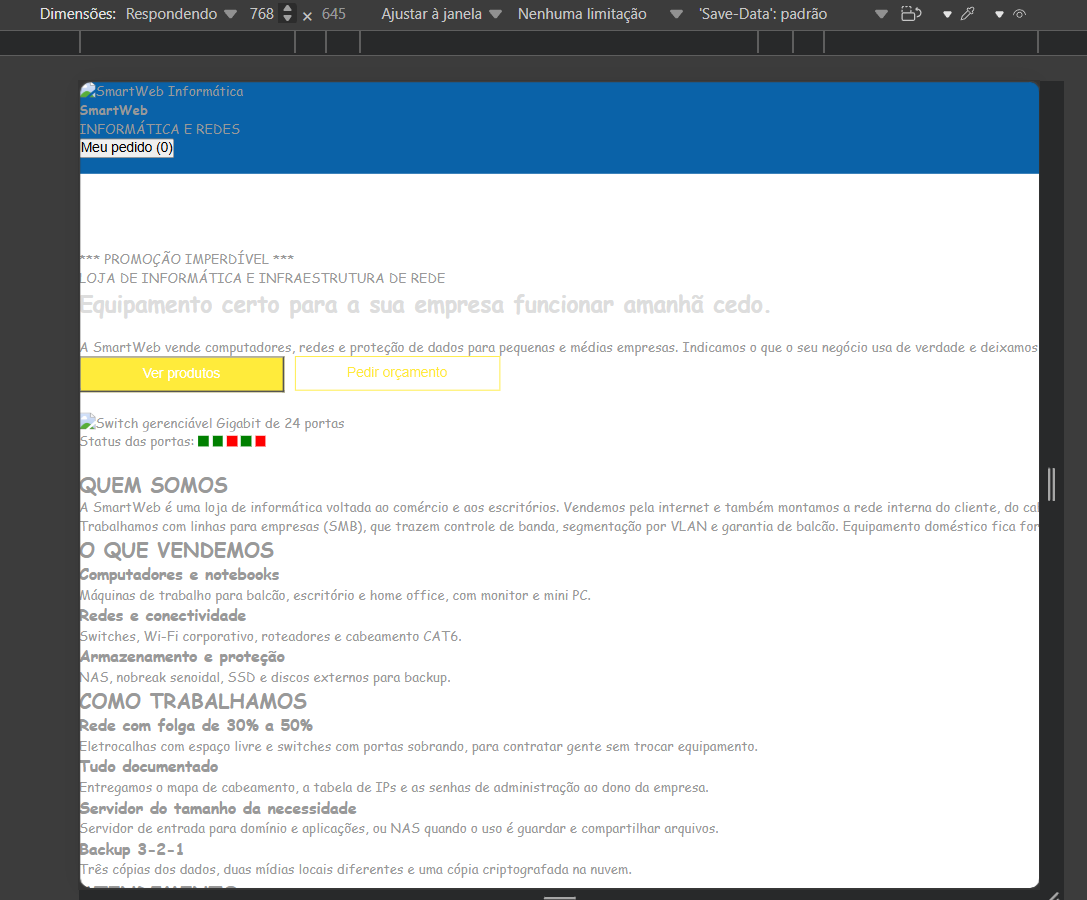 Dimensões: Respondendo 768 × 645 Ajustar à janela Nenhuma limitação 'Save-Data': padrão
SmartWeb Informática
SmartWeb
INFORMÁTICA E REDES
Meu pedido (0)
*** PROMOÇÃO IMPERDÍVEL ***
LOJA DE INFORMÁTICA E INFRAESTRUTURA DE REDE
Equipamento certo para a sua empresa funcionar amanhã cedo.
A SmartWeb vende computadores, redes e proteção de dados para pequenas e médias empresas. Indicamos o que o seu negócio usa de verdade e deixamos
Ver produtos Pedir orçamento
Switch gerenciável Gigabit de 24 portas
Status das portas:
QUEM SOMOS
A SmartWeb é uma loja de informática voltada ao comércio e aos escritórios. Vendemos pela internet e também montamos a rede interna do cliente, do
Trabalhamos com linhas para empresas (SMB), que trazem controle de banda, segmentação por VLAN e garantia de balcão. Equipamento doméstico fica
O QUE VENDEMOS
Computadores e notebooks
Máquinas de trabalho para balcão, escritório e home office, com monitor e mini PC.
Redes e conectividade
Switches, Wi-Fi corporativo, roteadores e cabeamento CAT6.
Armazenamento e proteção
NAS, nobreak senoidal, SSD e discos externos para backup.
COMO TRABALHAMOS
Rede com folga de 30% a 50%
Eletrocalhas com espaço livre e switches com portas sobrando, para contratar gente sem trocar equipamento.
Tudo documentado
Entregamos o mapa de cabeamento, a tabela de IPs e as senhas de administração ao dono da empresa.
Servidor do tamanho da necessidade
Servidor de entrada para domínio e aplicações, ou NAS quando o uso é guardar e compartilhar arquivos.
Backup 3-2-1
Três cópias dos dados, duas mídias locais diferentes e uma cópia criptografada na nuvem.